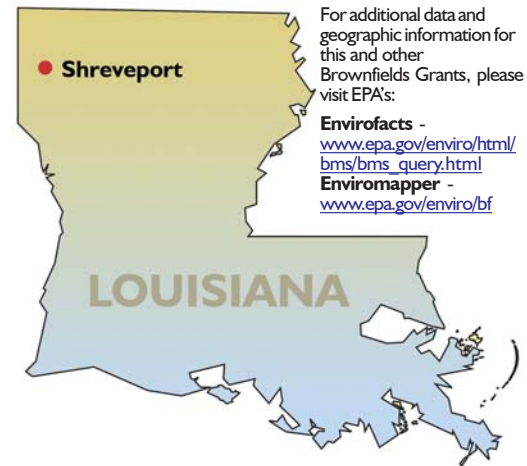 For additional data and
geographic information for
this and other
Brownfields Grants, please
visit EPA's:
Envirofacts -
www.epa.gov/enviro/html/
bms/bms_query.html
Enviromapper -
www.epa.gov/enviro/bf
Shreveport
LOUISIANA